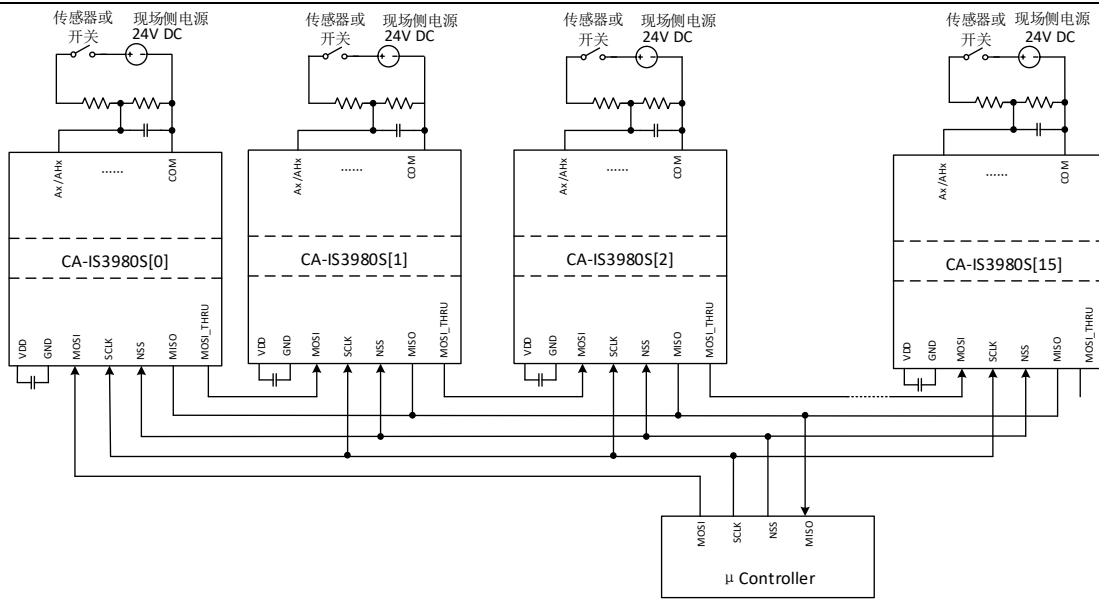 传感器或 现场侧电源
开关 24V DC
传感器或 现场侧电源
开关 24V DC
传感器或 现场侧电源
开关 24V DC
传感器或 现场侧电源
开关 24V DC
Ax/AHx ...... COM
Ax/AHx ...... COM
Ax/AHx ...... COM
Ax/AHx ...... COM
CA-IS3980S[0]
CA-IS3980S[1]
CA-IS3980S[2]
CA-IS3980S[15]
VDD GND MOSI SCLK NSS MISO MOSI_THRU
VDD GND MOSI SCLK NSS MISO MOSI_THRU
VDD GND MOSI SCLK NSS MISO MOSI_THRU
VDD GND MOSI SCLK NSS MISO MOSI_THRU
MOSI SCLK NSS MISO
μ Controller